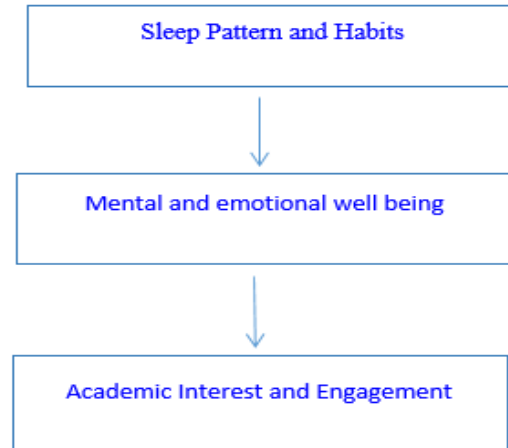 Sleep Pattern and Habits
Mental and emotional well being
Academic Interest and Engagement